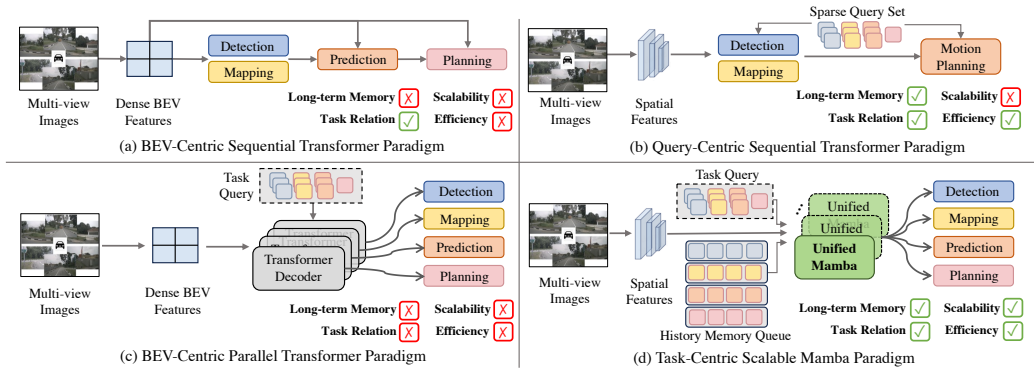 Detection
Mapping
Prediction
Planning
Multi-view
Images
Dense BEV
Features
Long-term Memory ✗ Scalability ✗
Task Relation ✓ Efficiency ✗
(a) BEV-Centric Sequential Transformer Paradigm
Sparse Query Set
Detection
Mapping
Motion
Planning
Multi-view
Images
Spatial
Features
Long-term Memory ✓ Scalability ✗
Task Relation ✓ Efficiency ✓
(b) Query-Centric Sequential Transformer Paradigm
Task
Query
Transformer
Transformer
Decoder
Detection
Mapping
Prediction
Planning
Multi-view
Images
Dense BEV
Features
Long-term Memory ✗ Scalability ✗
Task Relation ✗ Efficiency ✗
(c) BEV-Centric Parallel Transformer Paradigm
Task Query
Unified
Unified
Unified
Mamba
Detection
Mapping
Prediction
Planning
Multi-view
Images
Spatial
Features
History Memory Queue
Long-term Memory ✓ Scalability ✓
Task Relation ✓ Efficiency ✓
(d) Task-Centric Scalable Mamba Paradigm